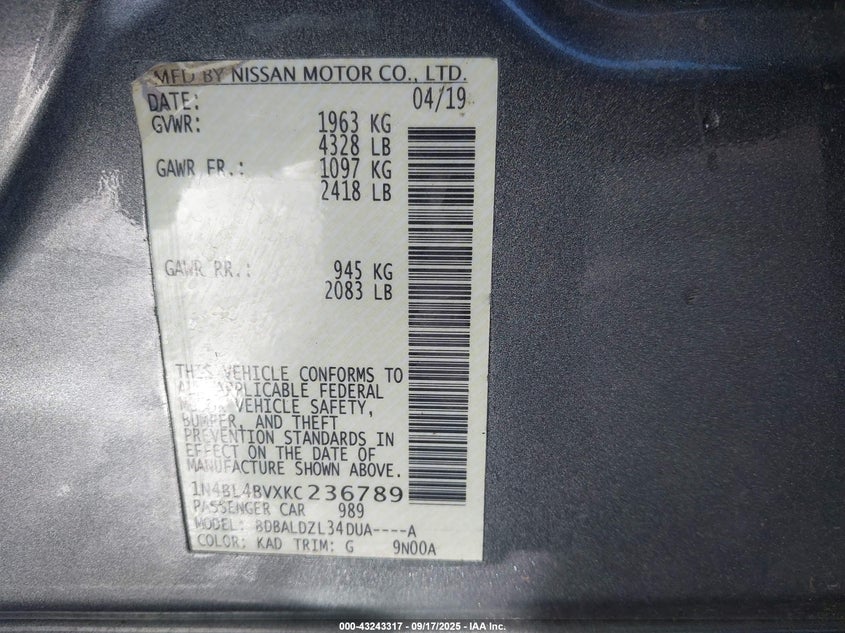 MFD BY NISSAN MOTOR CO., LTD.
DATE: 04/19
GVWR: 1963 KG
4328 LB
GAWR FR.: 1097 KG
2418 LB
GAWR RR.: 945 KG
2083 LB
THIS VEHICLE CONFORMS TO
ALL APPLICABLE FEDERAL
MOTOR VEHICLE SAFETY,
BUMPER, AND THEFT
PREVENTION STANDARDS IN
EFFECT ON THE DATE OF
MANUFACTURE SHOWN ABOVE.
1N4BL4BVXKC236789
PASSENGER CAR 989
MODEL: BDBALDZL34DUA----A
COLOR: KAD TRIM: G 9N00A
000-43243317 - 09/17/2025 - IAA Inc.